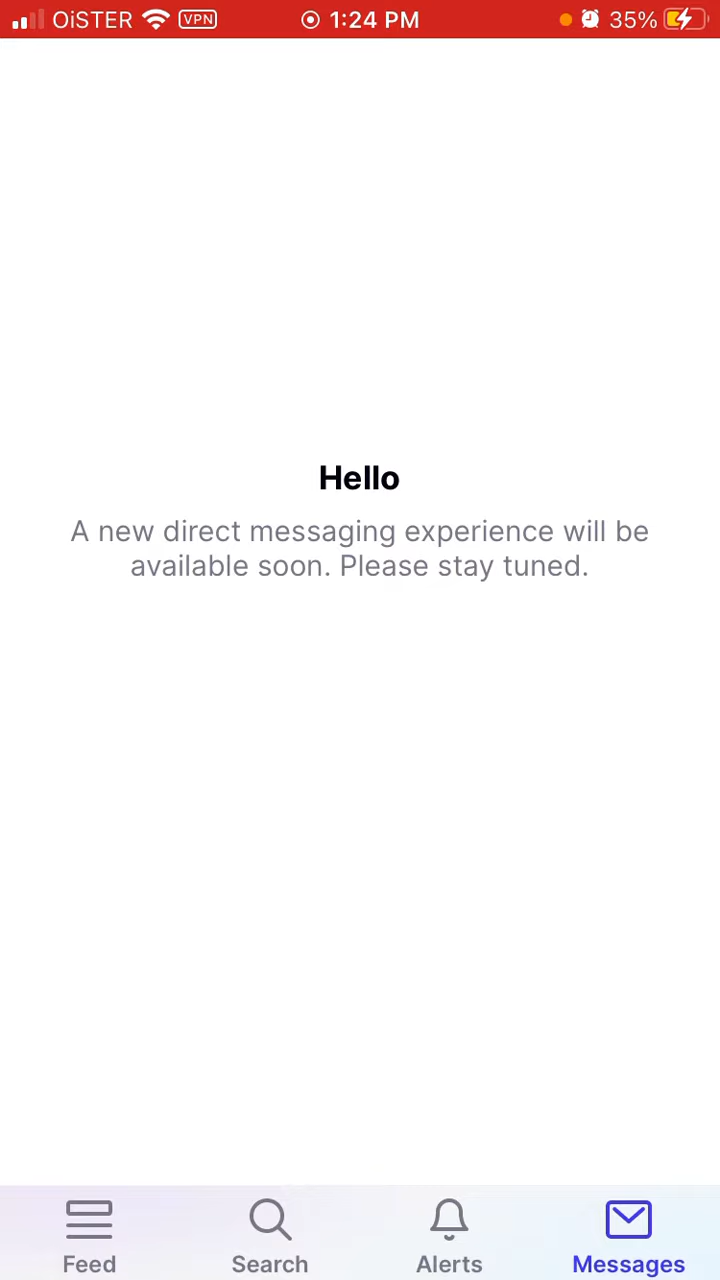 OiSTER VPN 1:24 PM 35%
Hello
A new direct messaging experience will be
available soon. Please stay tuned.
Feed Search Alerts Messages